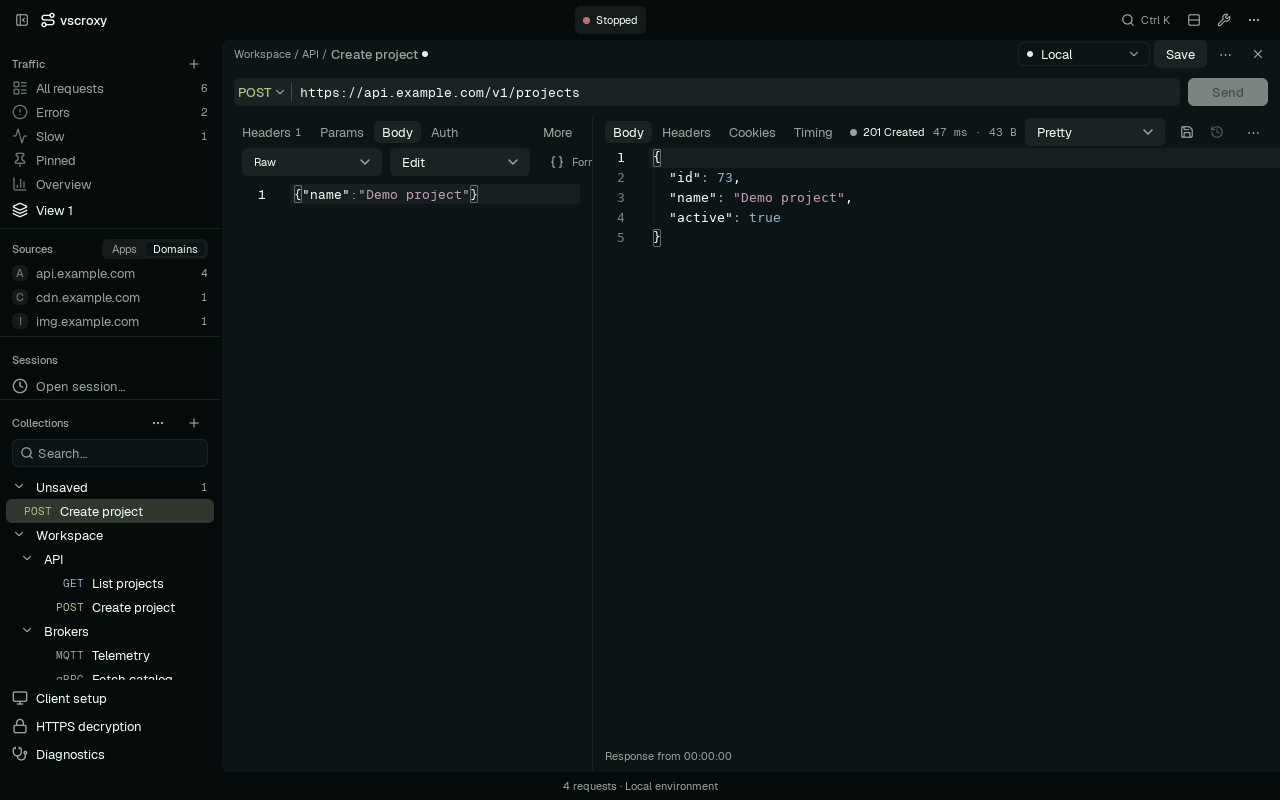 vscroxy
Stopped
Ctrl K
Traffic
All requests 6
Errors 2
Slow 1
Pinned
Overview
View 1
Sources Apps Domains
A api.example.com 4
C cdn.example.com 1
I img.example.com 1
Sessions
Open session...
Collections
Search...
Unsaved 1
POST Create project
Workspace
API
GET List projects
POST Create project
Brokers
MQTT Telemetry
gRPC Fetch catalog
Client setup
HTTPS decryption
Diagnostics
Workspace / API / Create project
Local
Save
POST https://api.example.com/v1/projects
Send
Headers 1 Params Body Auth More
Raw Edit { } Forr
1 {"name":"Demo project"}
Body Headers Cookies Timing 201 Created 47 ms · 43 B Pretty
1 {
2 "id": 73,
3 "name": "Demo project",
4 "active": true
5 }
Response from 00:00:00
4 requests · Local environment